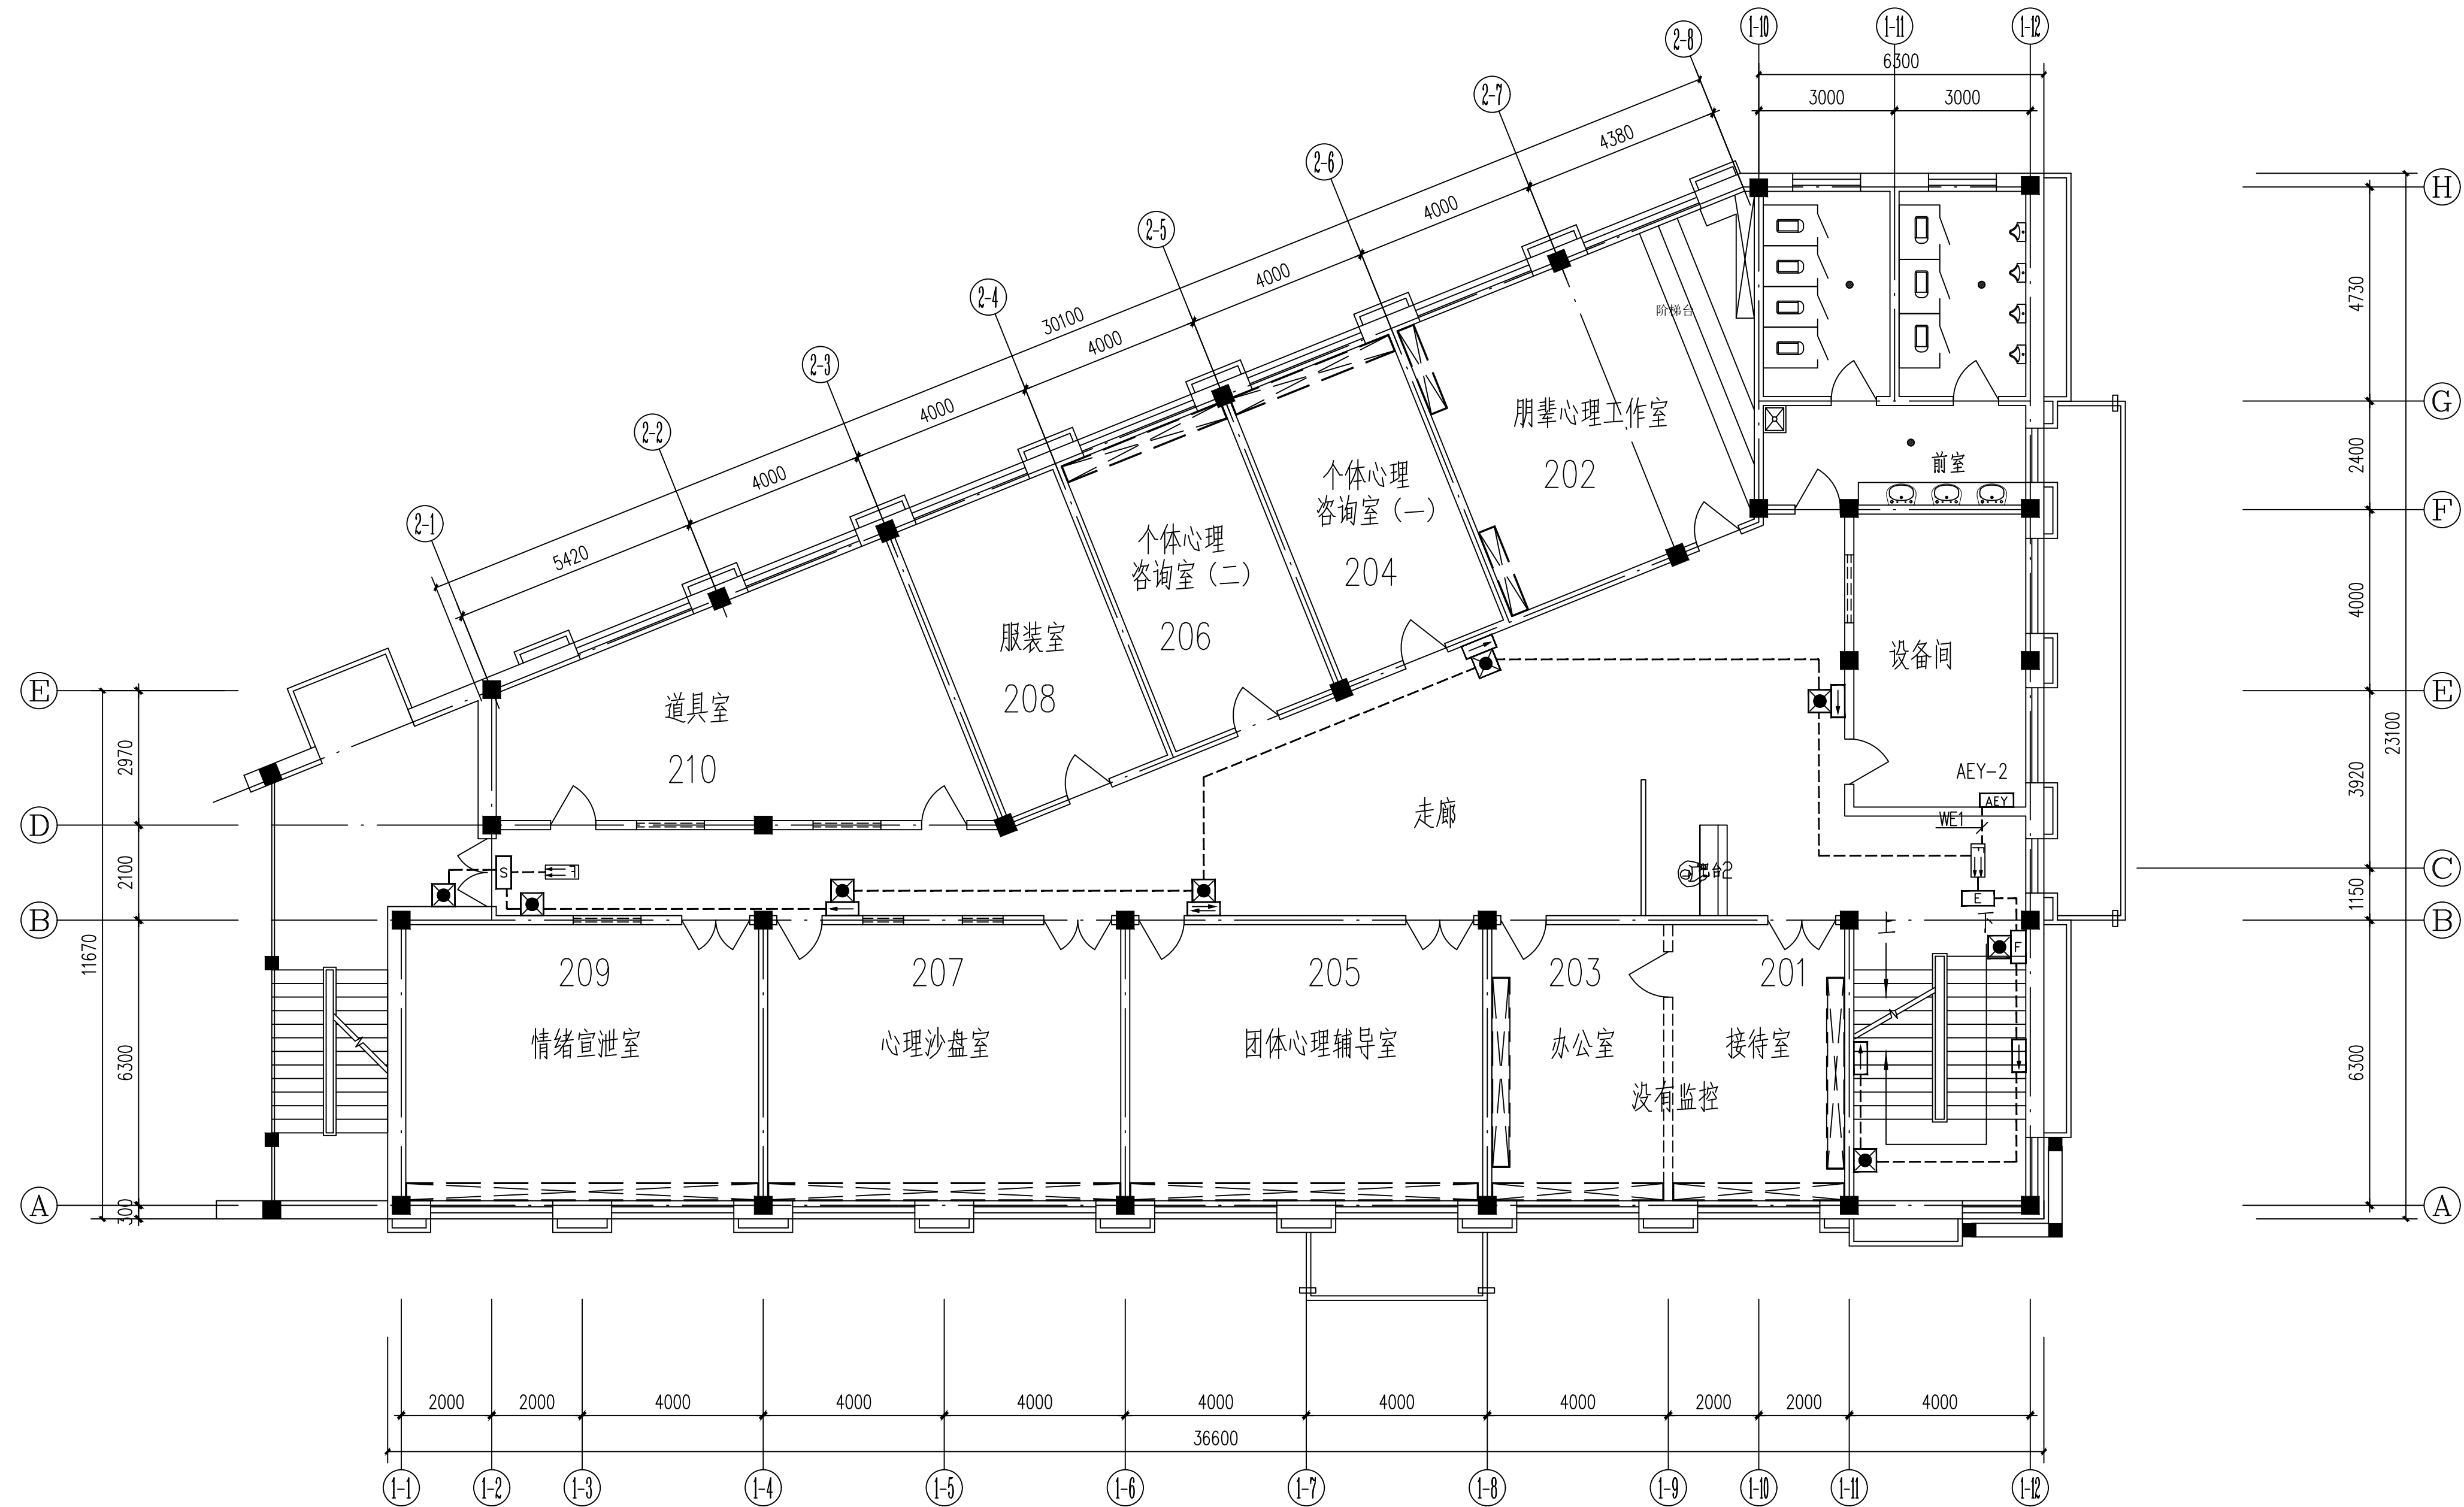 1-10
1-11
1-12
2-8
6300
3000
3000
2-7
4380
2-6
4000
2-5
4000
2-4
30100
4000
2-3
4000
2-2
4000
2-1
5420
H
4730
G
2400
F
4000
E
23100
3920
C
1150
B
6300
A
阶梯台
朋辈心理工作室
202
前室
个体心理
咨询室（一）
204
个体心理
咨询室（二）
206
服装室
208
道具室
210
设备间
AEY-2
AEY
WE1
走廊
S
E
F
上
下
E
2970
D
2100
B
11670
6300
300
A
209
情绪宣泄室
207
心理沙盘室
205
团体心理辅导室
203
办公室
201
接待室
没有监控
2000
2000
4000
4000
4000
4000
4000
4000
2000
2000
4000
36600
1-1
1-2
1-3
1-4
1-5
1-6
1-7
1-8
1-9
1-10
1-11
1-12